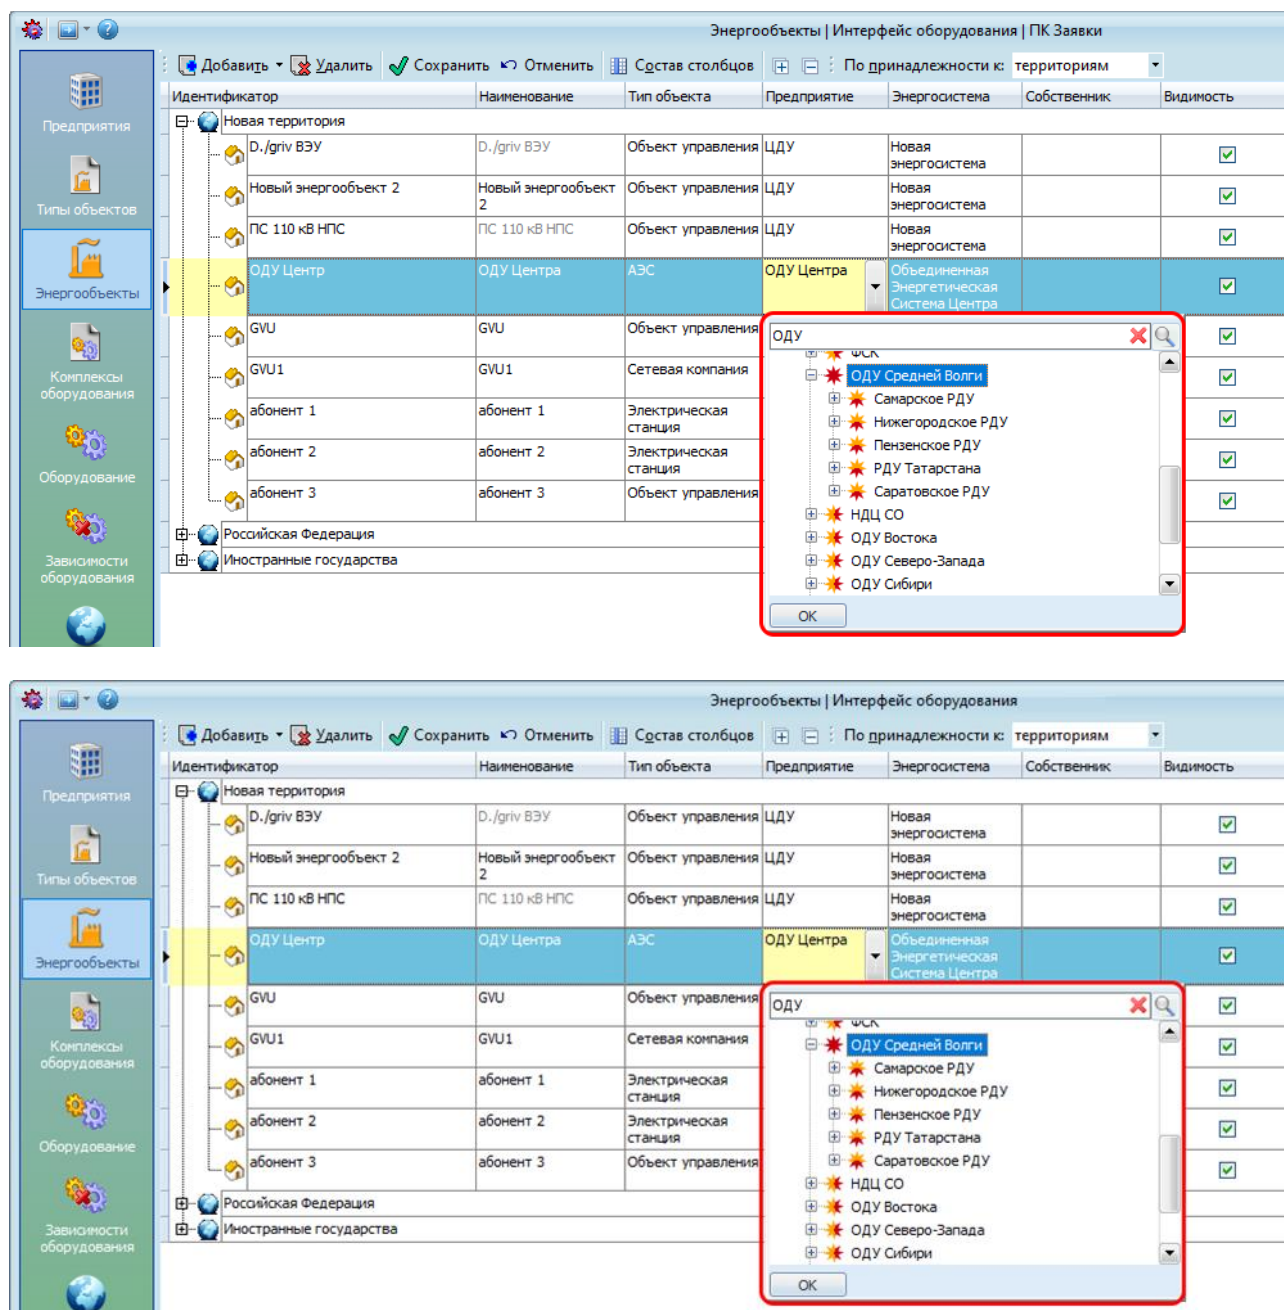 Энергообъекты | Интерфейс оборудования | ПК Заявки
Добавить Удалить Сохранить Отменить Состав столбцов По принадлежности к: территориям
Идентификатор Наименование Тип объекта Предприятие Энергосистема Собственник Видимость
Предприятия
Типы объектов
Энергообъекты
Комплексы
оборудования
Оборудование
Зависимости
оборудования
Новая территория
D./griv ВЭУ D./griv ВЭУ Объект управления ЦДУ Новая
энергосистема
Новый энергообъект 2 Новый энергообъект Объект управления ЦДУ Новая
2 энергосистема
ПС 110 кВ НПС ПС 110 кВ НПС Объект управления ЦДУ Новая
энергосистема
ОДУ Центр ОДУ Центра АЭС ОДУ Центра Объединенная
Энергетическая
Система Центра
GVU GVU Объект управления
GVU1 GVU1 Сетевая компания
абонент 1 абонент 1 Электрическая
станция
абонент 2 абонент 2 Электрическая
станция
абонент 3 абонент 3 Объект управления
Российская Федерация
Иностранные государства
ОДУ
ФСК
ОДУ Средней Волги
Самарское РДУ
Нижегородское РДУ
Пензенское РДУ
РДУ Татарстана
Саратовское РДУ
НДЦ СО
ОДУ Востока
ОДУ Северо-Запада
ОДУ Сибири
OK
Энергообъекты | Интерфейс оборудования
Добавить Удалить Сохранить Отменить Состав столбцов По принадлежности к: территориям
Идентификатор Наименование Тип объекта Предприятие Энергосистема Собственник Видимость
Предприятия
Типы объектов
Энергообъекты
Комплексы
оборудования
Оборудование
Зависимости
оборудования
Новая территория
D./griv ВЭУ D./griv ВЭУ Объект управления ЦДУ Новая
энергосистема
Новый энергообъект 2 Новый энергообъект Объект управления ЦДУ Новая
2 энергосистема
ПС 110 кВ НПС ПС 110 кВ НПС Объект управления ЦДУ Новая
энергосистема
ОДУ Центр ОДУ Центра АЭС ОДУ Центра Объединенная
Энергетическая
Система Центра
GVU GVU Объект управления
GVU1 GVU1 Сетевая компания
абонент 1 абонент 1 Электрическая
станция
абонент 2 абонент 2 Электрическая
станция
абонент 3 абонент 3 Объект управления
Российская Федерация
Иностранные государства
ОДУ
ФСК
ОДУ Средней Волги
Самарское РДУ
Нижегородское РДУ
Пензенское РДУ
РДУ Татарстана
Саратовское РДУ
НДЦ СО
ОДУ Востока
ОДУ Северо-Запада
ОДУ Сибири
OK